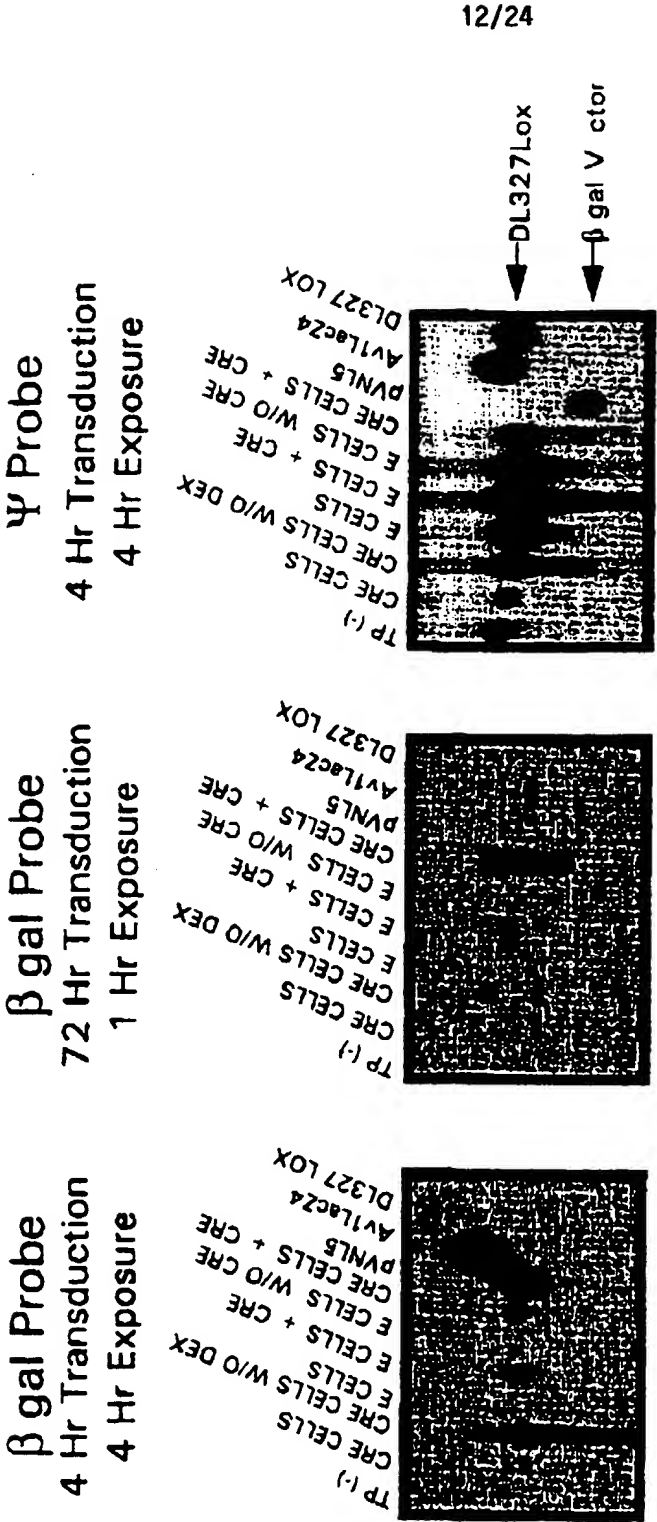 12/24
β gal Probe
4 Hr Transduction
4 Hr Exposure
TP (-)
CRE CELLS
CRE CELLS W/O DEX
E CELLS
E CELLS + CRE
E CELLS W/O CRE
CRE CELLS + CRE
pVNL5
Av1LacZ4
DL327 LOX
β gal Probe
72 Hr Transduction
1 Hr Exposure
TP (-)
CRE CELLS
CRE CELLS W/O DEX
E CELLS
E CELLS + CRE
E CELLS W/O CRE
CRE CELLS + CRE
pVNL5
Av1LacZ4
DL327 LOX
Ψ Probe
4 Hr Transduction
4 Hr Exposure
TP (-)
CRE CELLS
CRE CELLS W/O DEX
E CELLS
E CELLS + CRE
E CELLS W/O CRE
CRE CELLS + CRE
pVNL5
Av1LacZ4
DL327 LOX
DL327Lox
β gal V ctor